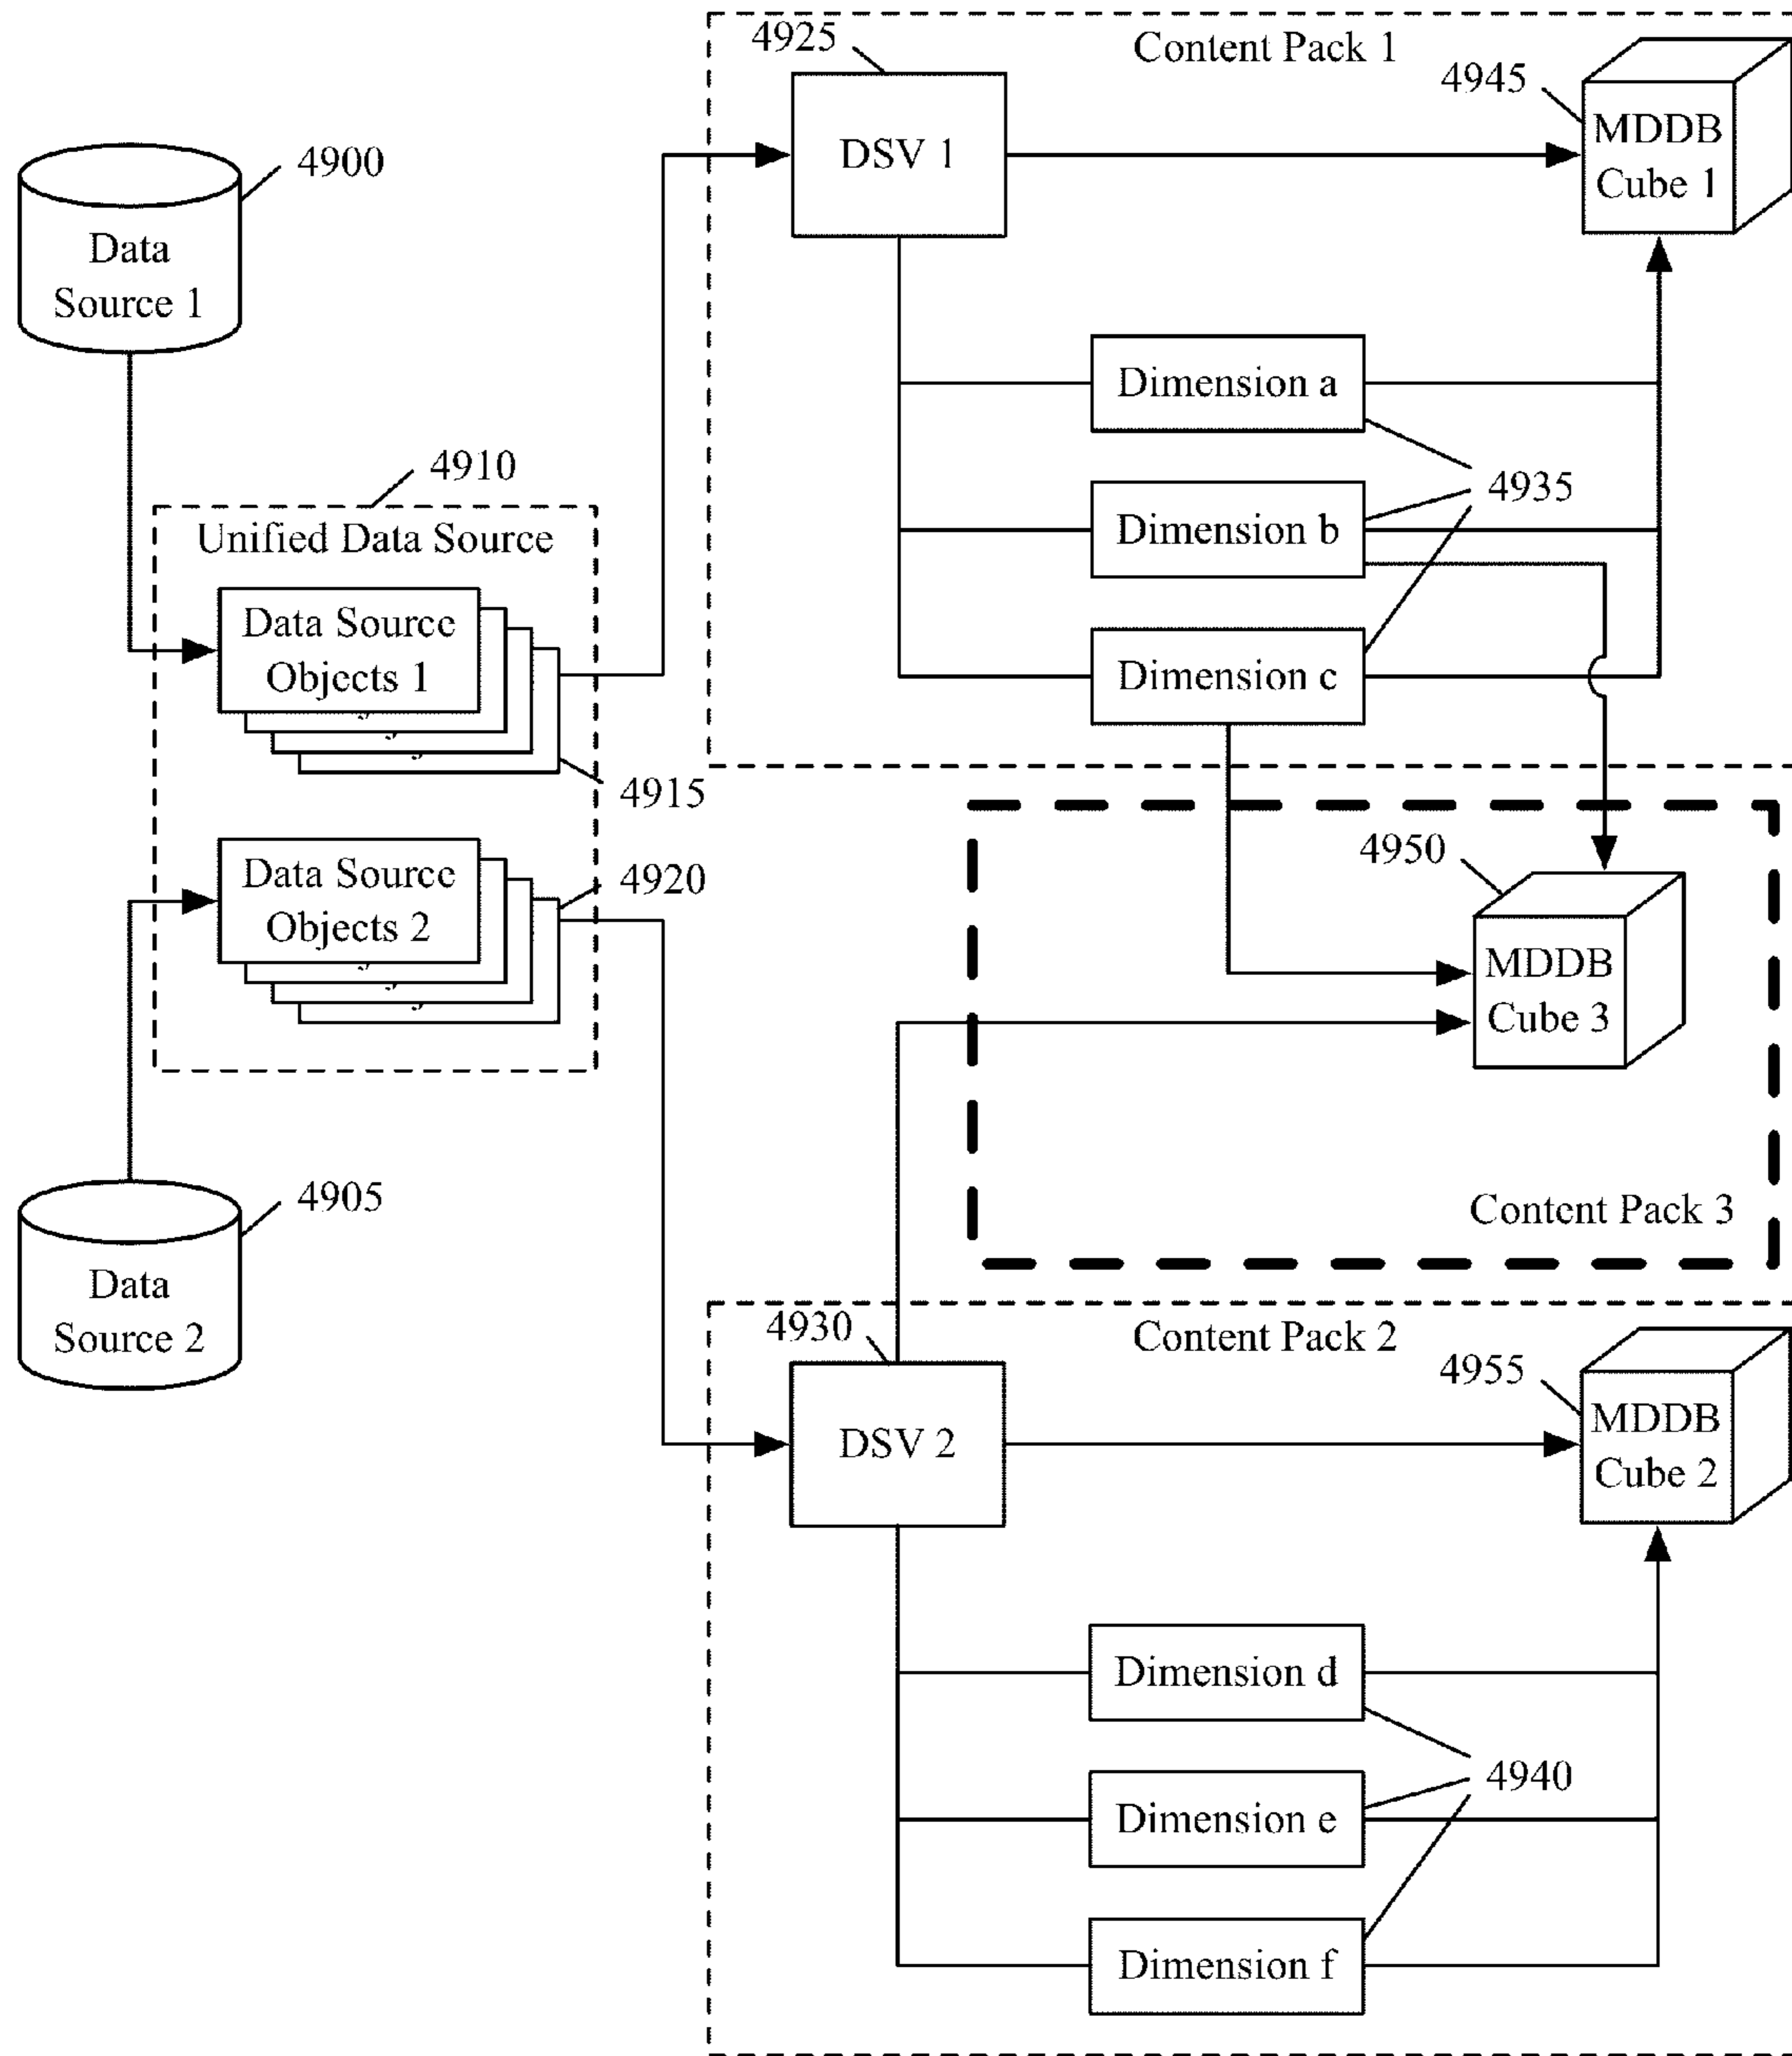 4925
Content Pack 1
4945
MDDB
Cube 1
DSV 1
4900
Data
Source 1
Dimension a
4910
4935
Unified Data Source
Dimension b
Data Source
Objects 1
Dimension c
4915
4950
Data Source
Objects 2
4920
MDDB
Cube 3
4905
Content Pack 3
Data
Source 2
4930
Content Pack 2
4955
MDDB
Cube 2
DSV 2
Dimension d
4940
Dimension e
Dimension f